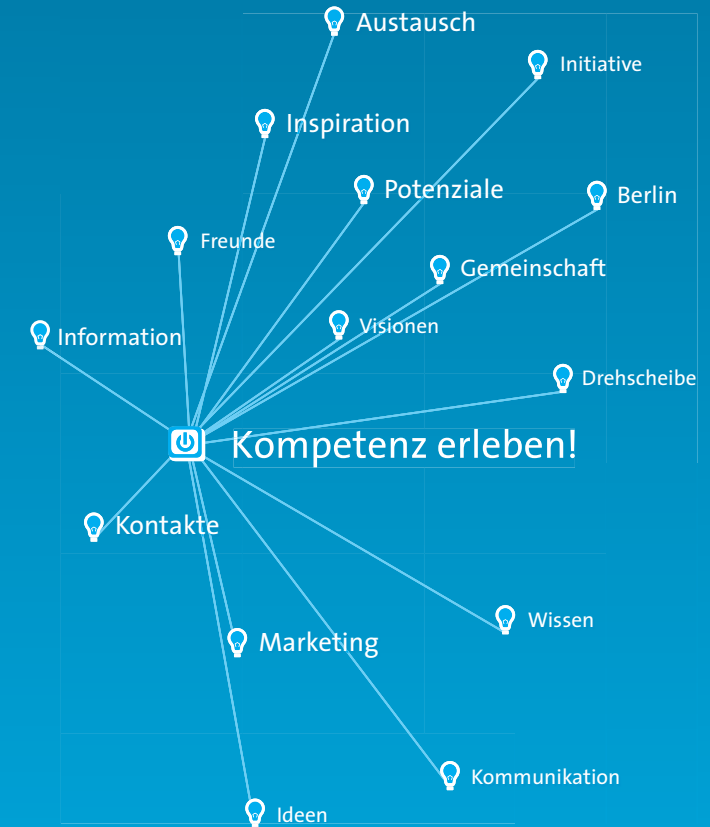 Austausch
Initiative
Inspiration
Potenziale
Berlin
Freunde
Gemeinschaft
Visionen
Information
Drehscheibe
Kompetenz erleben!
Kontakte
Wissen
Marketing
Kommunikation
Ideen